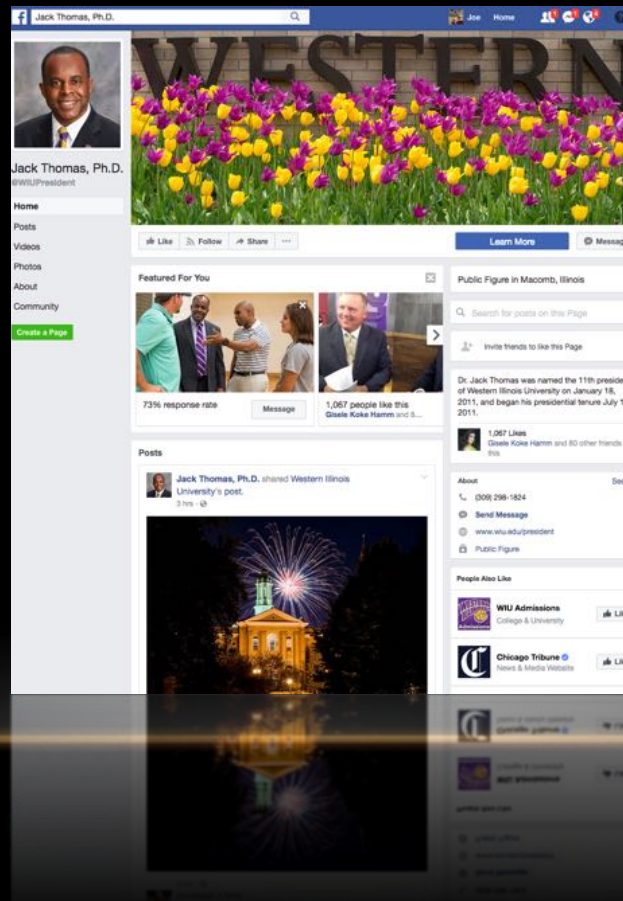 Jack Thomas, Ph.D.
Joe Home
WESTERN
Jack Thomas, Ph.D.
@WIUPresident
Home
Posts
Videos
Photos
About
Community
Create a Page
Like Follow Share
Learn More
Messag
Featured For You
73% response rate
Message
1,067 people like this
Gisele Koke Hamm and 8...
Posts
Jack Thomas, Ph.D. shared Western Illinois
University's post.
3 hrs
Public Figure in Macomb, Illinois
Search for posts on this Page
Invite friends to like this Page
Dr. Jack Thomas was named the 11th preside
of Western Illinois University on January 18,
2011, and began his presidential tenure July 1
2011.
1,067 Likes
Gisele Koke Hamm and 80 other friends
this
About
See
(309) 298-1824
Send Message
www.wiu.edu/president
Public Figure
People Also Like
WIU Admissions
College & University
Lik
Chicago Tribune
News & Media Website
Lik